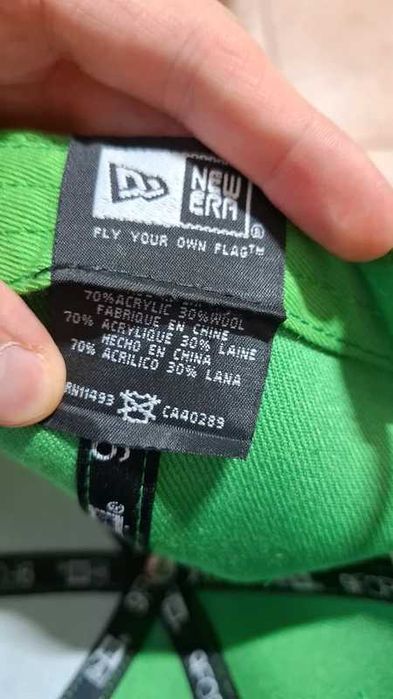 NEW
ERA®
FLY YOUR OWN FLAG™
70% ACRYLIC 30% WOOL
FABRIQUE EN CHINE
70% ACRYLIQUE 30% LAINE
HECHO EN CHINA
70% ACRILICO 30% LANA
RN11493 CA40289